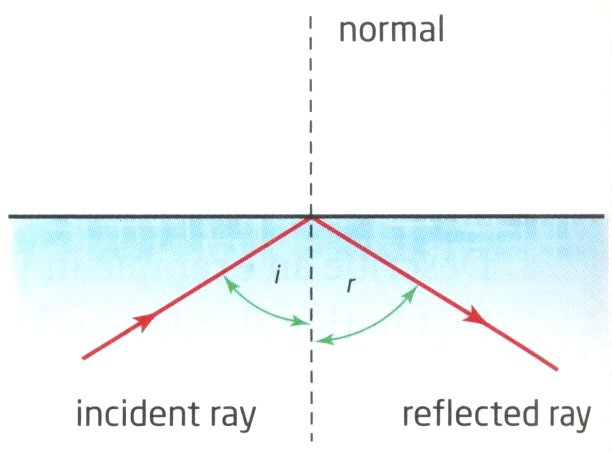 normal
i
r
incident ray
reflected ray